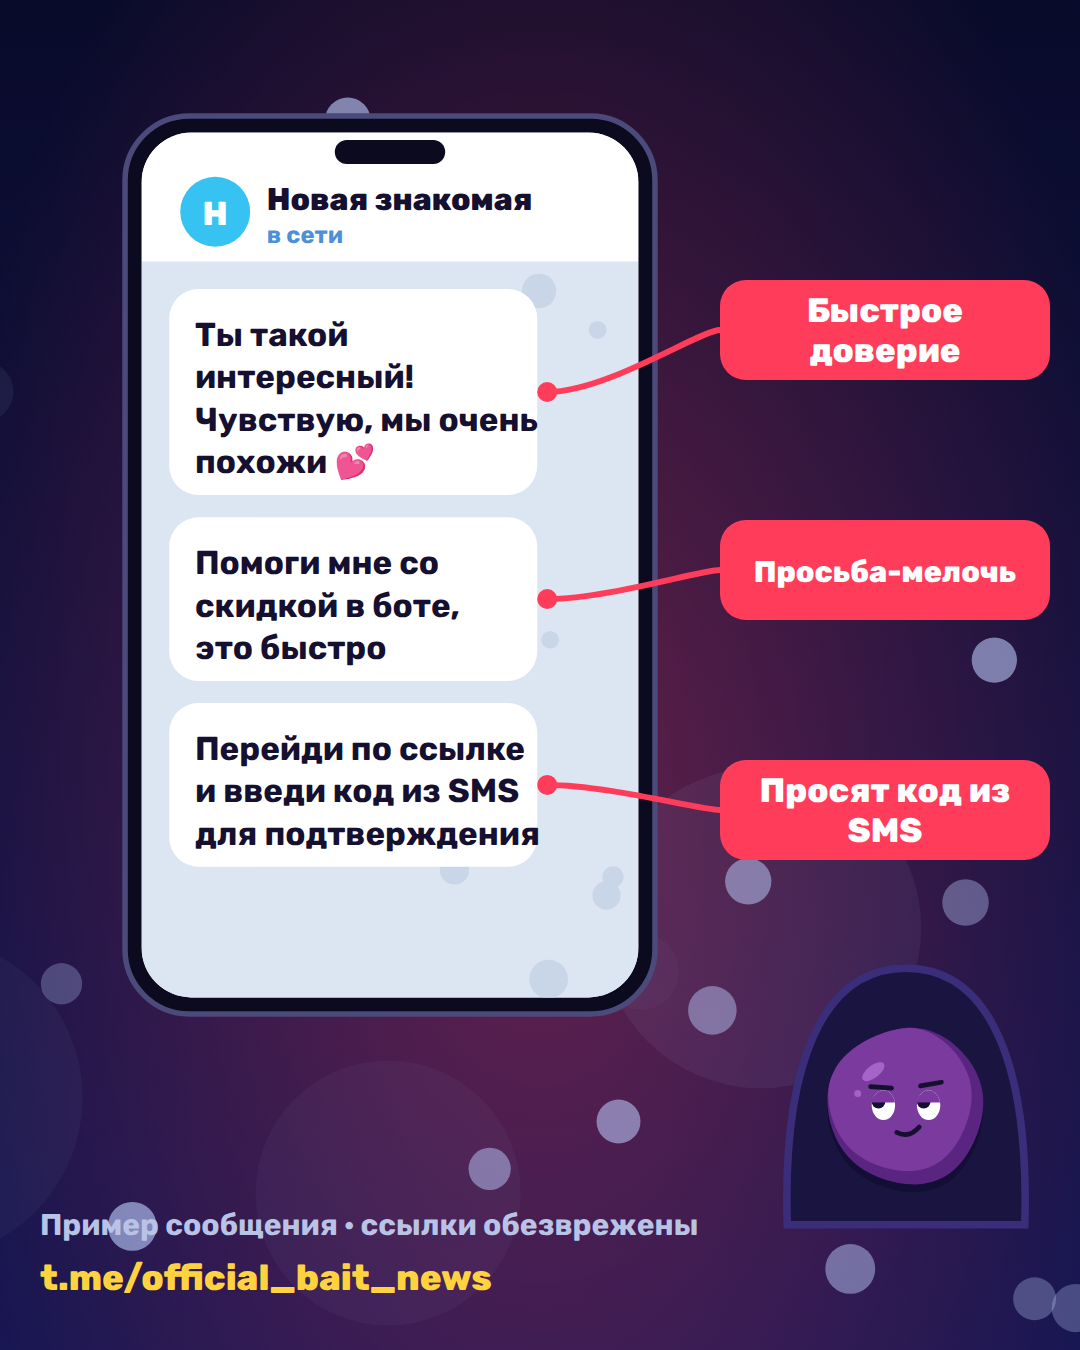 Н
Новая знакомая
в сети
Ты такой
интересный!
Чувствую, мы очень
похожи 💕
Быстрое
доверие
Помоги мне со
скидкой в боте,
это быстро
Просьба-мелочь
Перейди по ссылке
и введи код из SMS
для подтверждения
Просят код из
SMS
Пример сообщения • ссылки обезврежены
t.me/official_bait_news